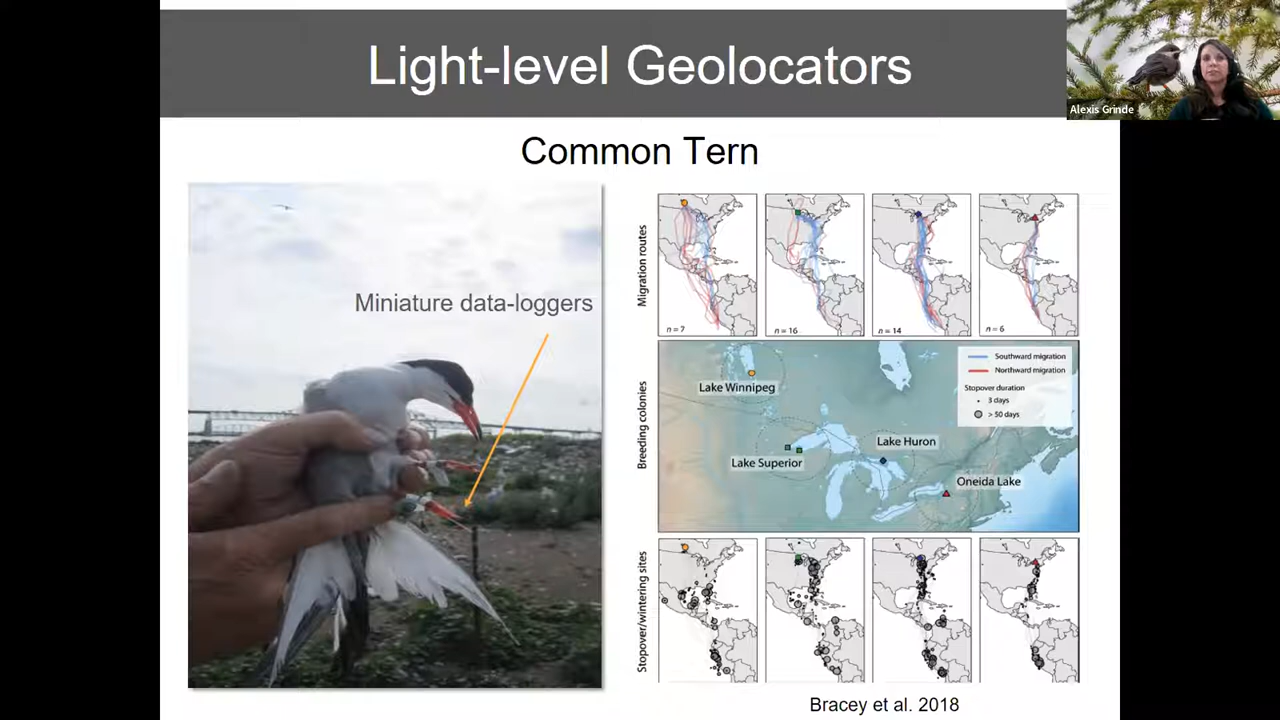 Light-level Geolocators
Alexis Grinde
Common Tern
Miniature data-loggers
Migration routes
n = 7
n = 16
n = 14
n = 6
Breeding colonies
Lake Winnipeg
Lake Superior
Lake Huron
Oneida Lake
Southward migration
Northward migration
Stopover duration
3 days
> 50 days
Stopover/wintering sites
Bracey et al. 2018